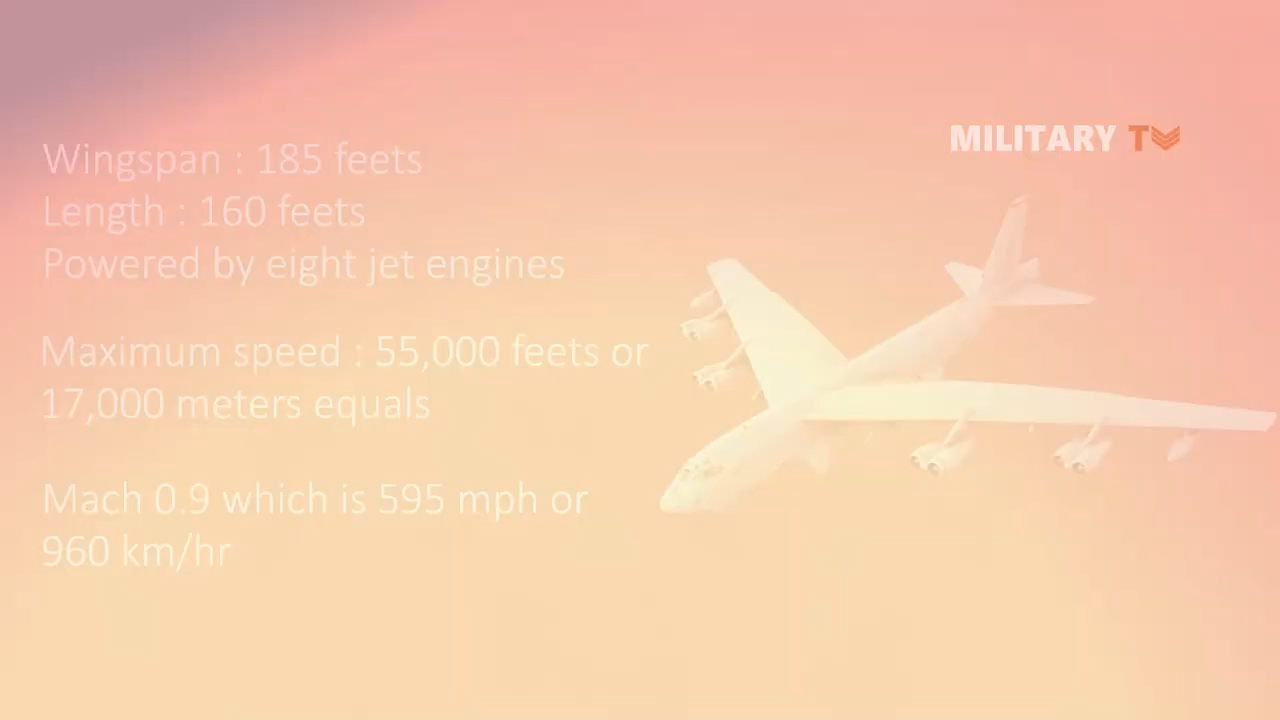 MILITARY TV
Wingspan : 185 feets
Length : 160 feets
Powered by eight jet engines
Maximum speed : 55,000 feets or
17,000 meters equals
Mach 0.9 which is 595 mph or
960 km/hr